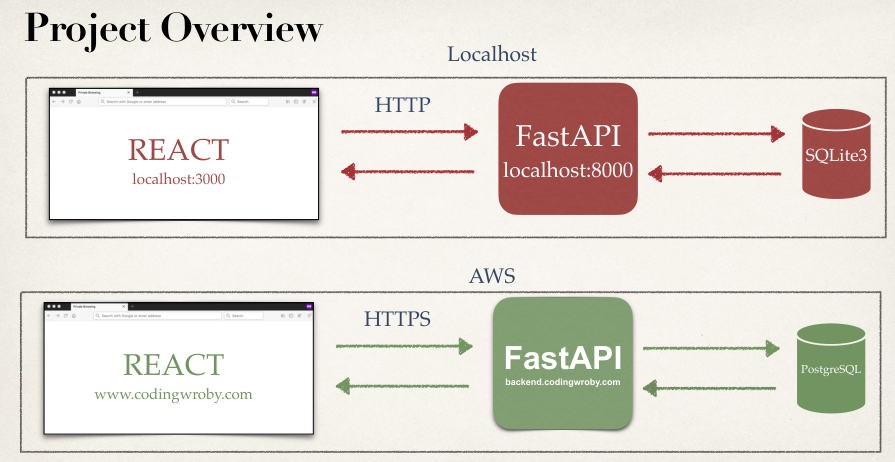 Project Overview
Localhost
Private Browsing
Search with Google or enter address
Search
HTTP
REACT
localhost:3000
FastAPI
localhost:8000
SQLite3
AWS
Private Browsing
Search with Google or enter address
Search
HTTPS
REACT
www.codingwroby.com
FastAPI
backend.codingwroby.com
PostgreSQL